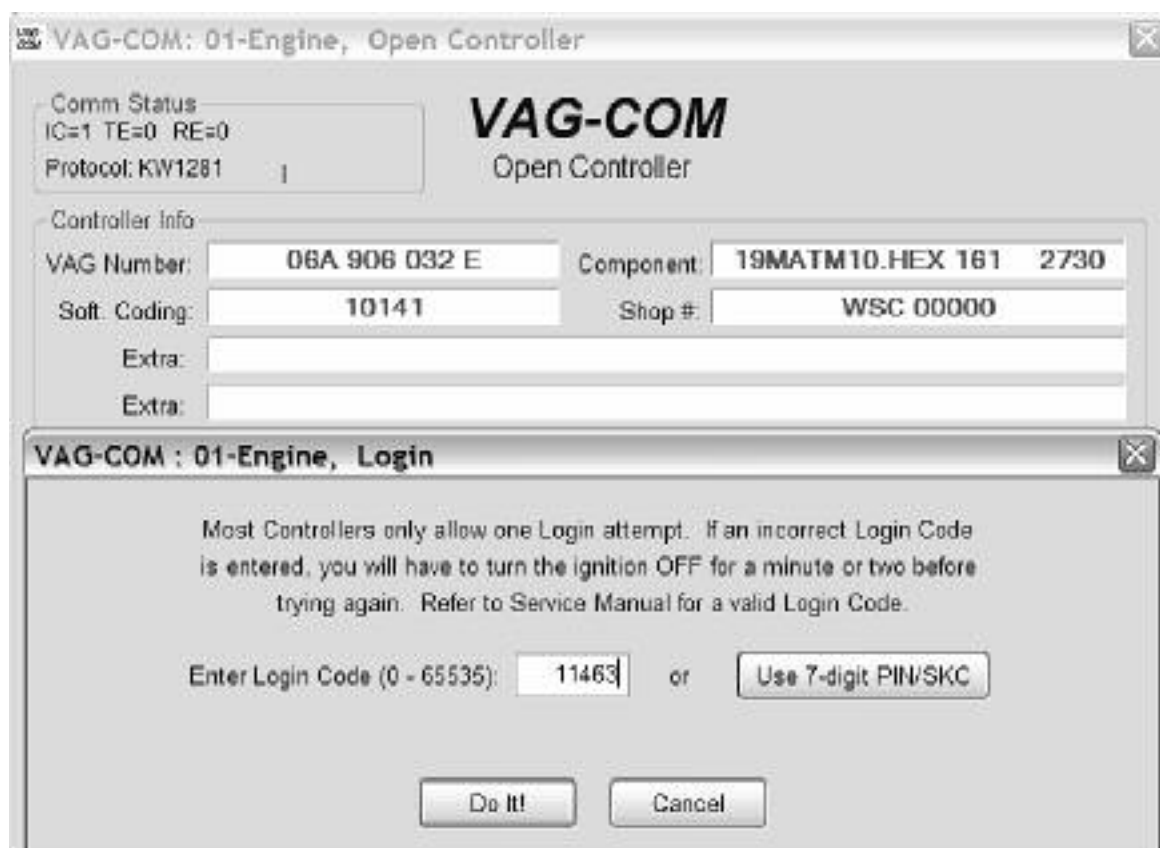 VAG-COM: 01-Engine, Open Controller
Comm Status
IC=1 TE=0 RE=0
Protocol: KW1281
VAG-COM
Open Controller
Controller Info
VAG Number: 06A 906 032 E Component: 19MATM10.HEX 161 2730
Soft. Coding: 10141 Shop #: WSC 00000
Extra:
Extra:
VAG-COM : 01-Engine, Login
Most Controllers only allow one Login attempt. If an incorrect Login Code
is entered, you will have to turn the ignition OFF for a minute or two before
trying again. Refer to Service Manual for a valid Login Code.
Enter Login Code (0 - 65535): 11463 or Use 7-digit PIN/SKC
Do It! Cancel